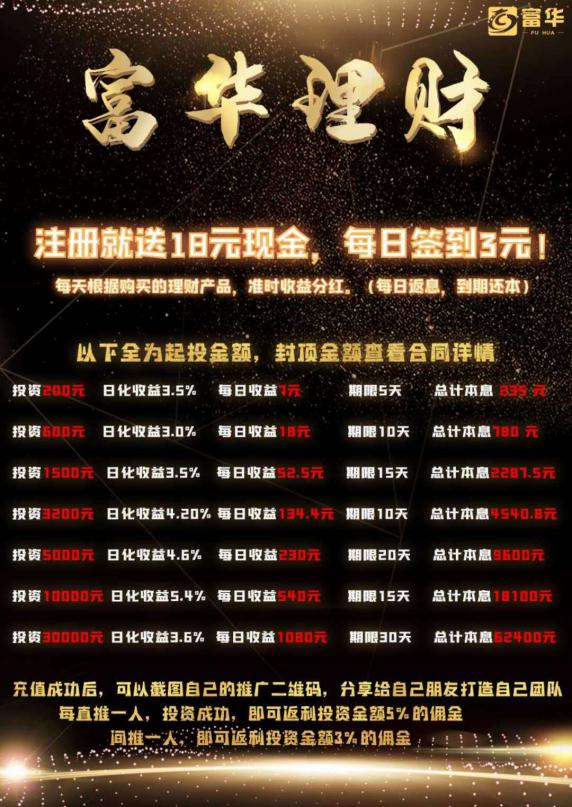 富华
FU HUA
富华理财
注册就送18元现金，每日签到3元！
每天根据购买的理财产品，准时收益分红。（每日返息，到期还本）
以下全为起投金额，封顶金额查看合同详情
投资200元 日化收益3.5% 每日收益7元 期限5天 总计本息 235 元
投资600元 日化收益3.0% 每日收益18元 期限10天 总计本息780 元
投资1500元 日化收益3.5% 每日收益52.5元 期限15天 总计本息2287.5元
投资3200元 日化收益4.20% 每日收益134.4元 期限10天 总计本息4540.8元
投资5000元 日化收益4.6% 每日收益230元 期限20天 总计本息9600元
投资10000元 日化收益5.4% 每日收益540元 期限15天 总计本息18100元
投资30000元 日化收益3.6% 每日收益1080元 期限30天 总计本息62400元
充值成功后，可以截图自己的推广二维码，分享给自己朋友打造自己团队
每直推一人，投资成功，即可返利投资金额5%的佣金
间推一人，即可返利投资金额3%的佣金